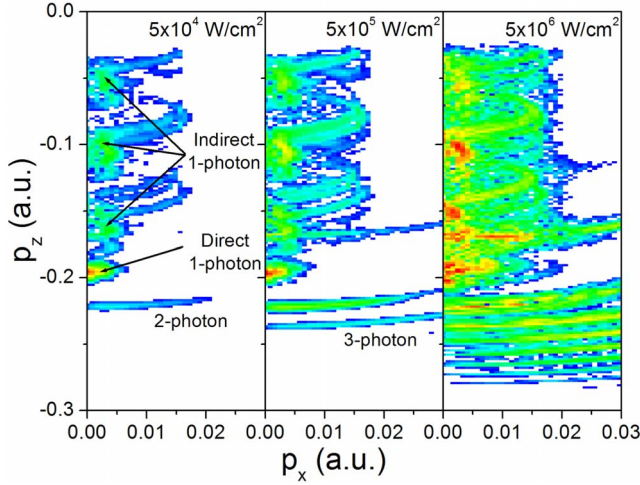 5x10⁴ W/cm² 5x10⁵ W/cm² 5x10⁶ W/cm²
0.0
-0.1
-0.2
-0.3
p_z (a.u.)
Indirect
1-photon
Direct
1-photon
2-photon
3-photon
0.00 0.01 0.02 0.00 0.01 0.02 0.00 0.01 0.02 0.03
p_x (a.u.)